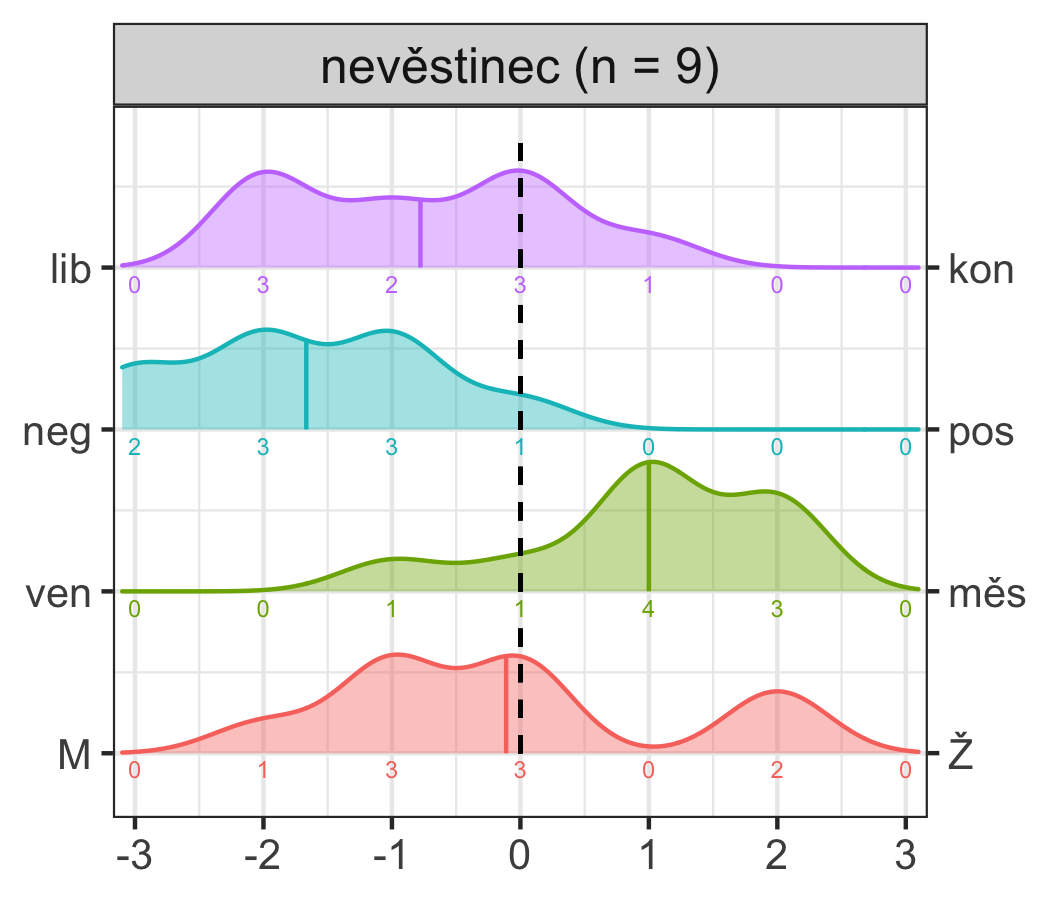 nevěstinec (n = 9)
lib kon
0 3 2 3 1 0 0
neg pos
2 3 3 1 0 0 0
ven měs
0 0 1 1 4 3 0
M Ž
0 1 3 3 0 2 0
-3 -2 -1 0 1 2 3